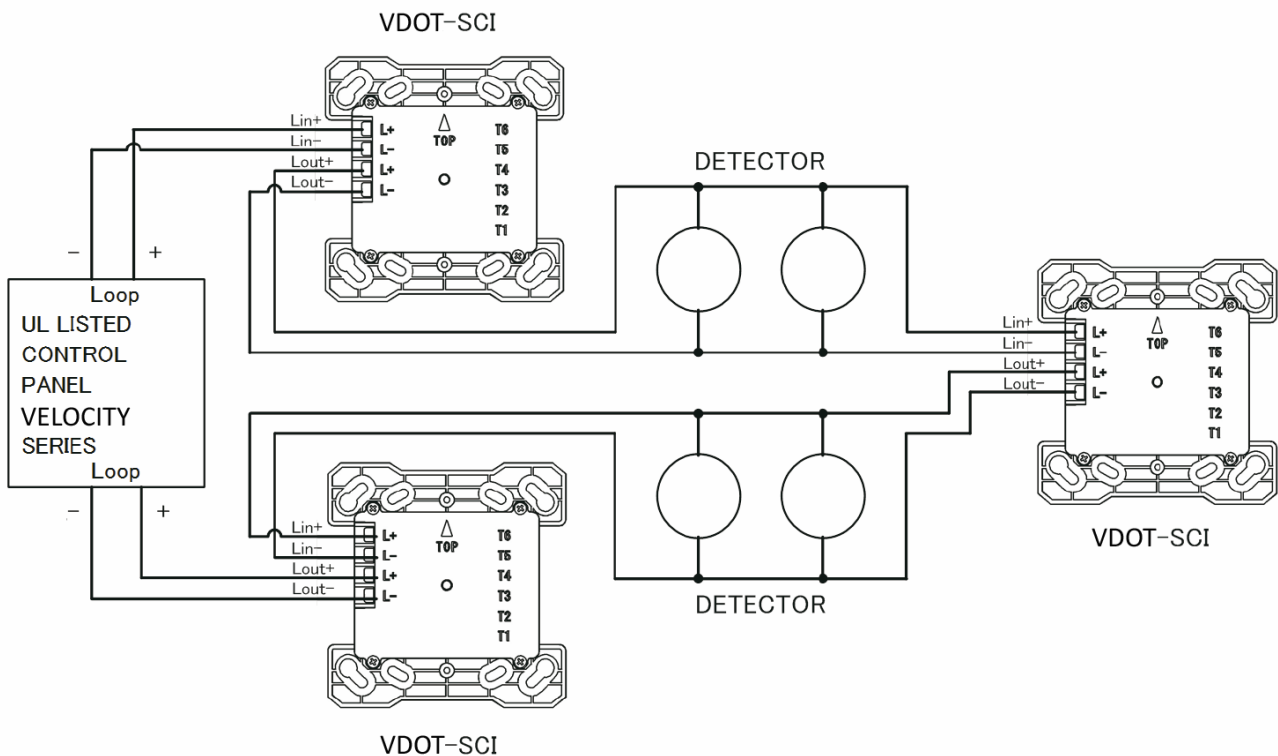 VDOT-SCI
Lin+
Lin-
Lout+
Lout-
L+
L-
L+
L-
TOP
T6
T5
T4
T3
T2
T1
DETECTOR
- +
Loop
UL LISTED
CONTROL
PANEL
VELOCITY
SERIES
Loop
- +
Lin+
Lin-
Lout+
Lout-
L+
L-
L+
L-
TOP
T6
T5
T4
T3
T2
T1
VDOT-SCI
Lin+
Lin-
Lout+
Lout-
L+
L-
L+
L-
TOP
T6
T5
T4
T3
T2
T1
DETECTOR
VDOT-SCI